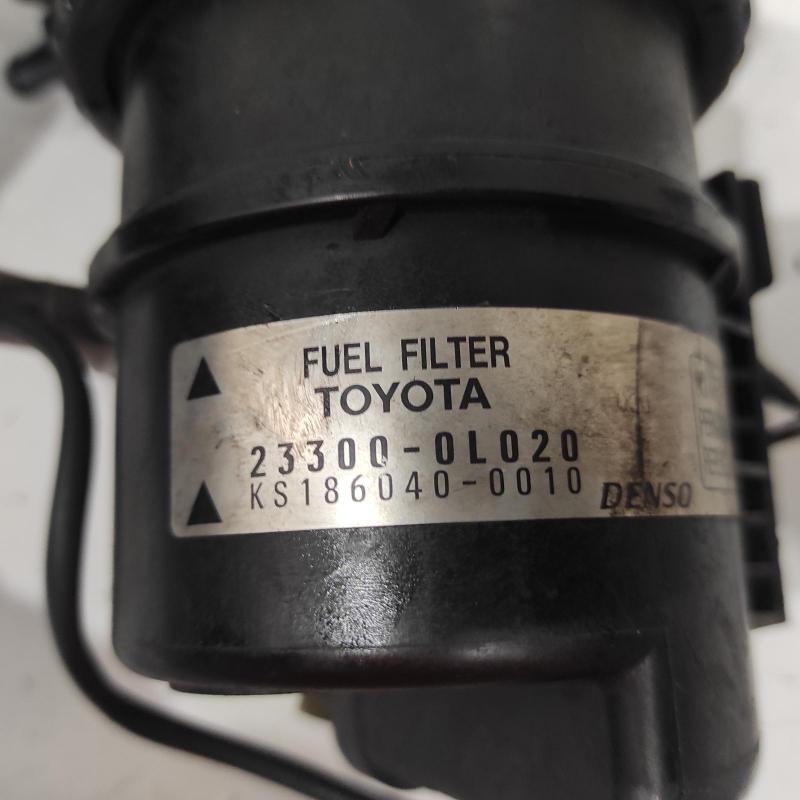 FUEL FILTER
TOYOTA
23300-0L020
KS186040-0010 DENSO